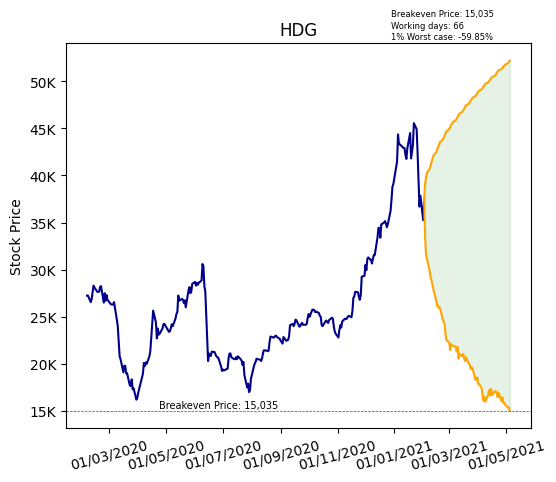 Breakeven Price: 15,035
Working days: 66
1% Worst case: -59.85%
HDG
Stock Price
50K
45K
40K
35K
30K
25K
20K
15K
Breakeven Price: 15,035
01/03/2020
01/05/2020
01/07/2020
01/09/2020
01/11/2020
01/01/2021
01/03/2021
01/05/2021